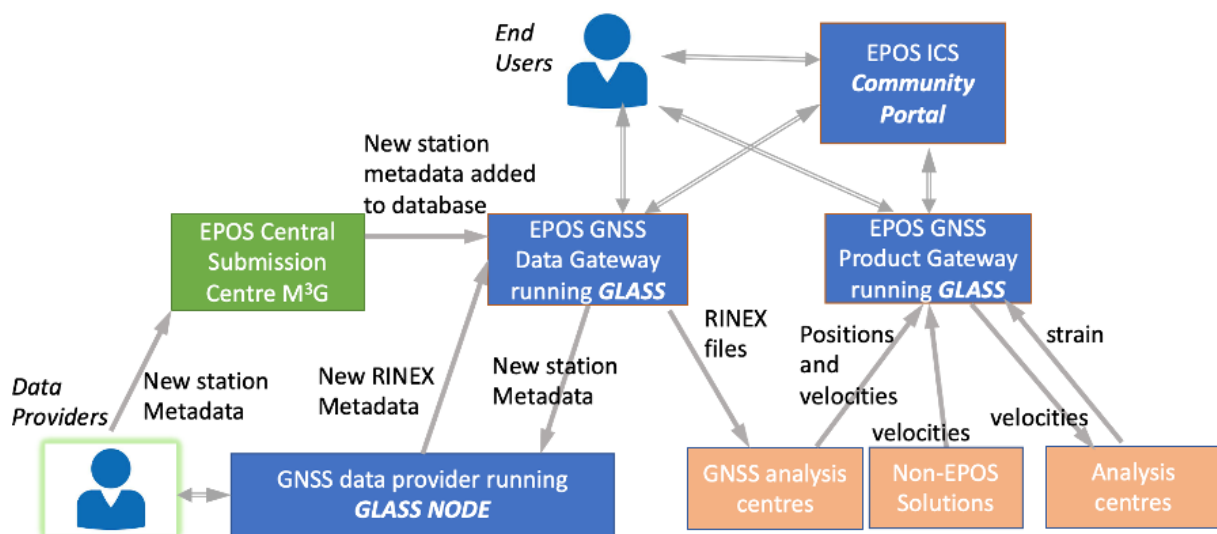 End
Users
EPOS ICS
Community
Portal
New station
metadata added
to database
EPOS Central
Submission
Centre M³G
EPOS GNSS
Data Gateway
running GLASS
EPOS GNSS
Product Gateway
running GLASS
Data
Providers
New station
Metadata
New RINEX
Metadata
New station
Metadata
RINEX
files
Positions
and
velocities
velocities
velocities
strain
GNSS data provider running
GLASS NODE
GNSS analysis
centres
Non-EPOS
Solutions
Analysis
centres